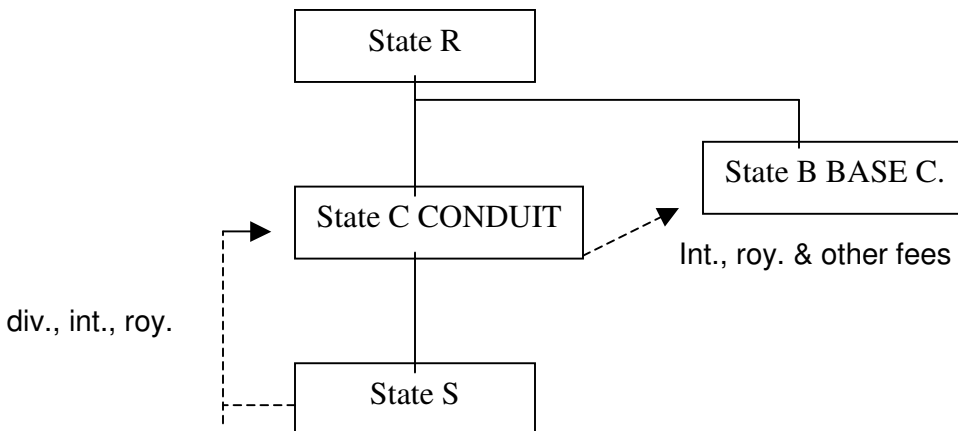 State R
State B BASE C.
State C CONDUIT
Int., roy. & other fees
div., int., roy.
State S